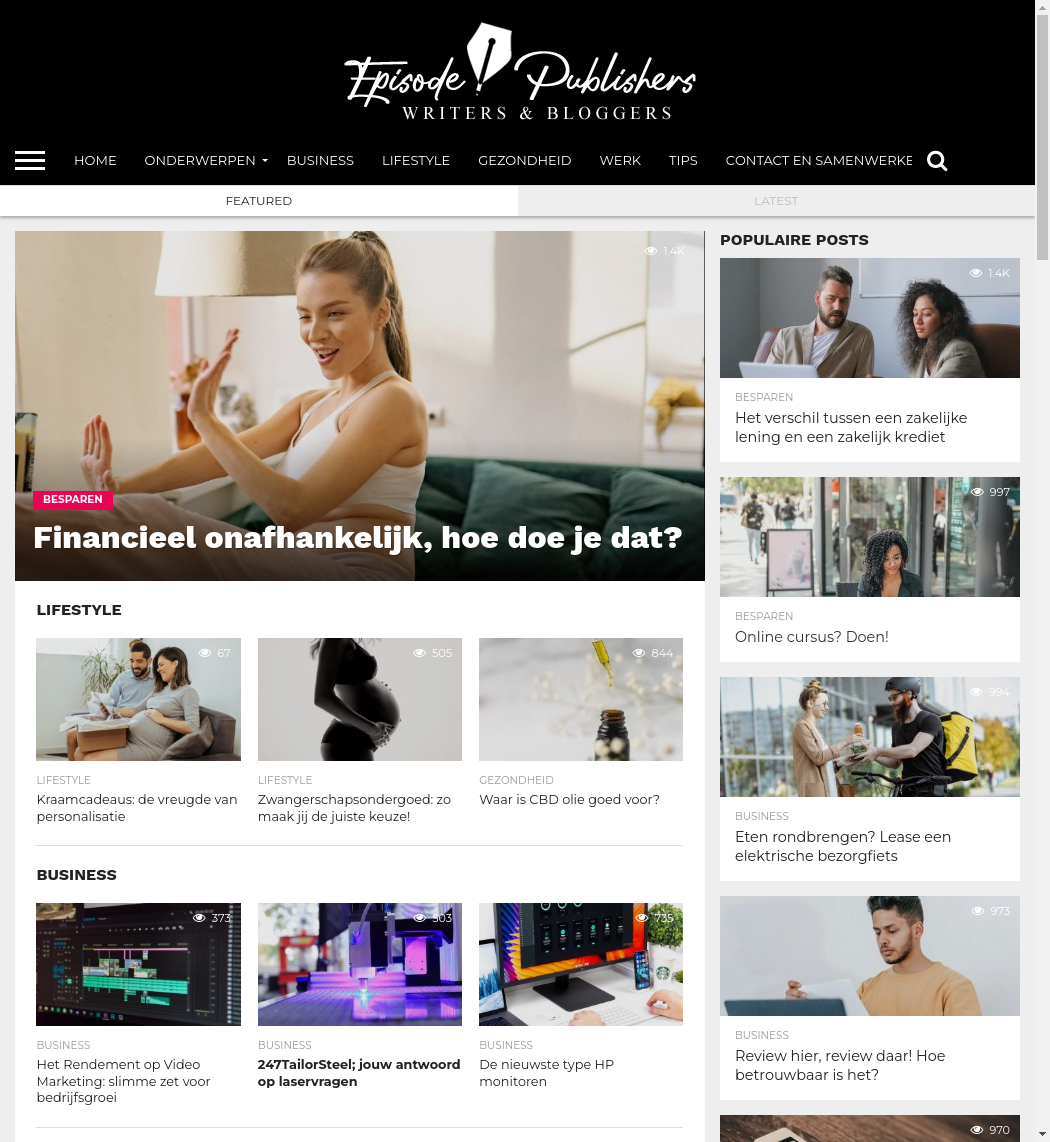 Episode Publishers
WRITERS & BLOGGERS
HOME ONDERWERPEN BUSINESS LIFESTYLE GEZONDHEID WERK TIPS CONTACT EN SAMENWERKE
FEATURED LATEST
1.4K
BESPAREN
Financieel onafhankelijk, hoe doe je dat?
LIFESTYLE
67
LIFESTYLE
Kraamcadeaus: de vreugde van
personalisatie
505
LIFESTYLE
Zwangerschapsondergoed: zo
maak jij de juiste keuze!
844
GEZONDHEID
Waar is CBD olie goed voor?
BUSINESS
373
BUSINESS
Het Rendement op Video
Marketing: slimme zet voor
bedrijfsgroei
503
BUSINESS
247TailorSteel; jouw antwoord
op laservragen
735
BUSINESS
De nieuwste type HP
monitoren
POPULAIRE POSTS
1.4K
BESPAREN
Het verschil tussen een zakelijke
lening en een zakelijk krediet
997
BESPAREN
Online cursus? Doen!
994
BUSINESS
Eten rondbrengen? Lease een
elektrische bezorgfiets
973
BUSINESS
Review hier, review daar! Hoe
betrouwbaar is het?
970